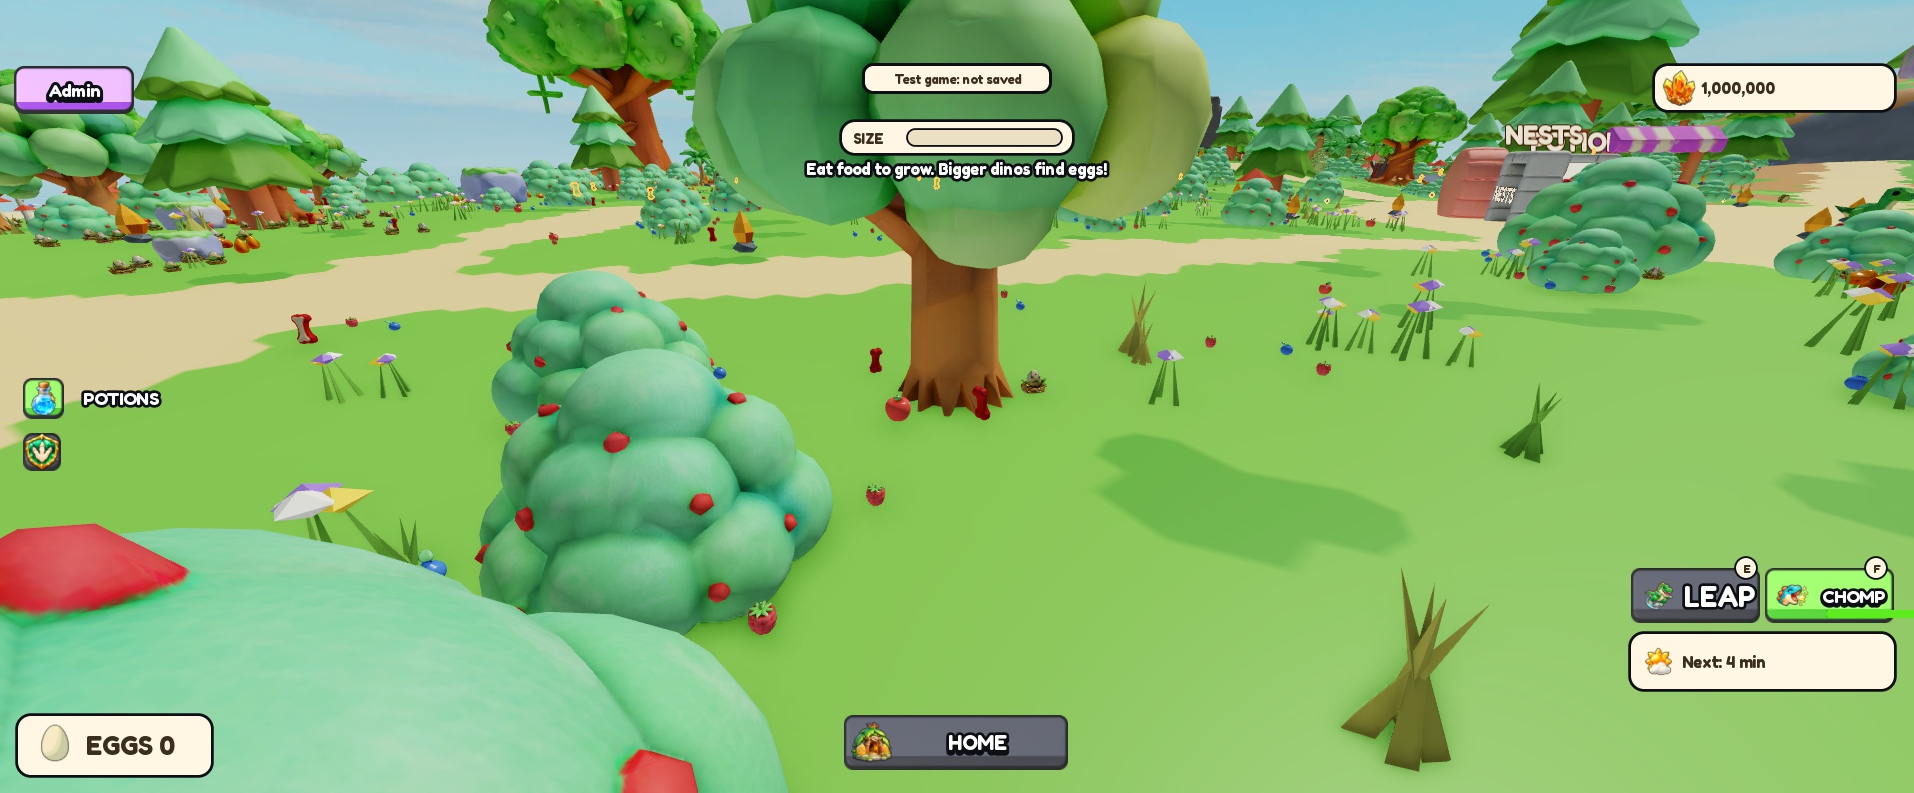 Admin
Test game: not saved
1,000,000
SIZE
Eat food to grow. Bigger dinos find eggs!
NESTS
POTIONS
E
F
LEAP
CHOMP
Next: 4 min
EGGS 0
HOME